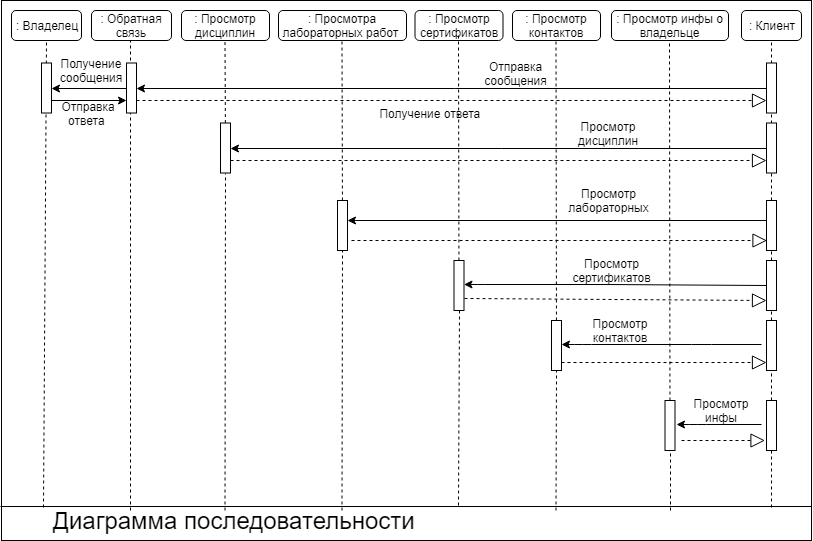 : Владелец
: Обратная
связь
: Просмотр
дисциплин
: Просмотра
лабораторных работ
: Просмотр
сертификатов
: Просмотр
контактов
: Просмотр инфы о
владельце
: Клиент
Получение
сообщения
Отправка
сообщения
Отправка
ответа
Получение ответа
Просмотр
дисциплин
Просмотр
лабораторных
Просмотр
сертификатов
Просмотр
контактов
Просмотр
инфы
Диаграмма последовательности